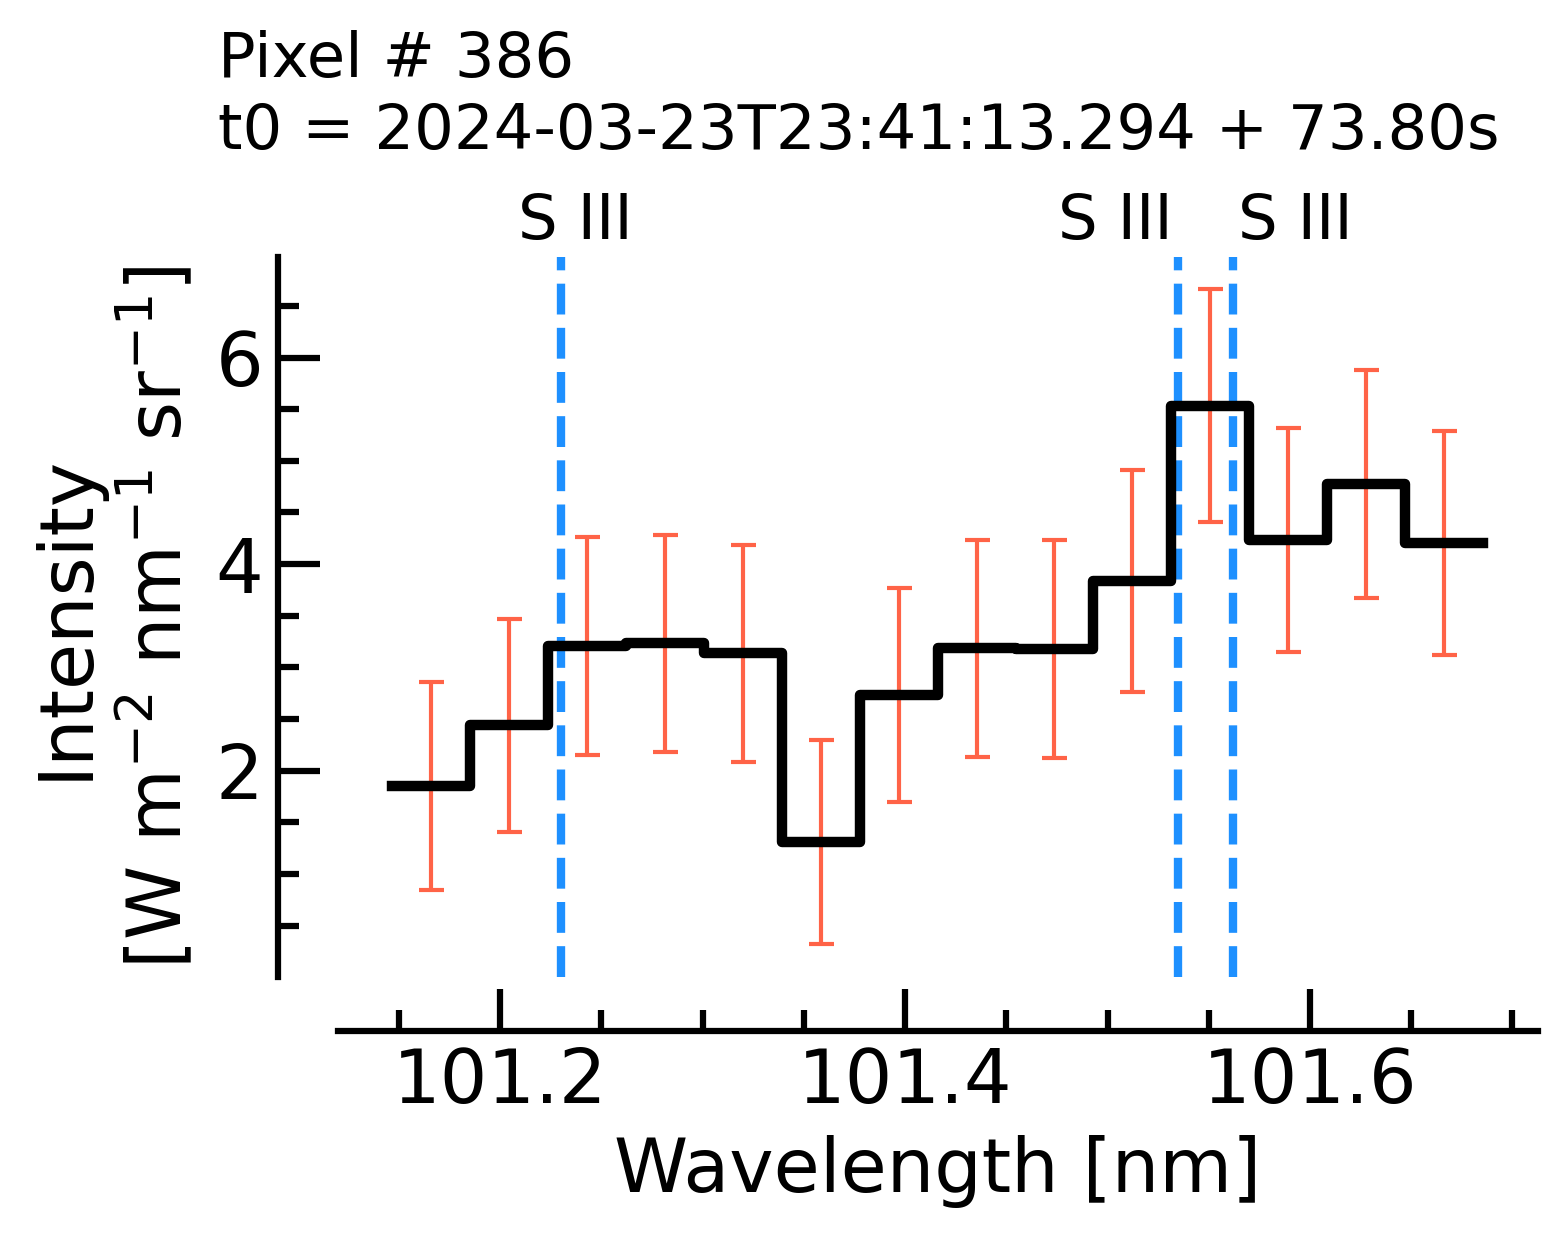 Pixel # 386
t0 = 2024-03-23T23:41:13.294 + 73.80s
S III S III S III
Intensity
[W m⁻² nm⁻¹ sr⁻¹]
6
4
2
101.2 101.4 101.6
Wavelength [nm]